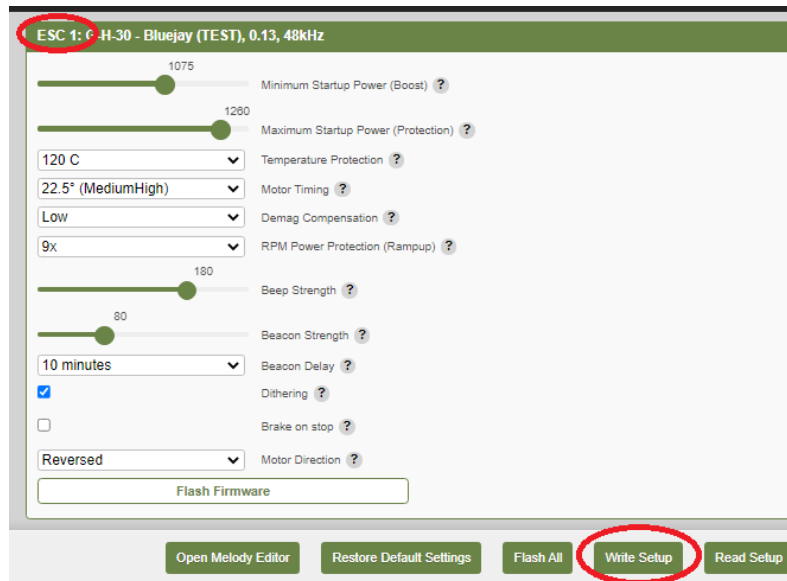 ESC 1: G-H-30 - Bluejay (TEST), 0.13, 48kHz
1075
Minimum Startup Power (Boost) ?
1260
Maximum Startup Power (Protection) ?
120 C Temperature Protection ?
22.5° (MediumHigh) Motor Timing ?
Low Demag Compensation ?
9x RPM Power Protection (Rampup) ?
180
Beep Strength ?
80
Beacon Strength ?
10 minutes Beacon Delay ?
Dithering ?
Brake on stop ?
Reversed Motor Direction ?
Flash Firmware
Open Melody Editor Restore Default Settings Flash All Write Setup Read Setup